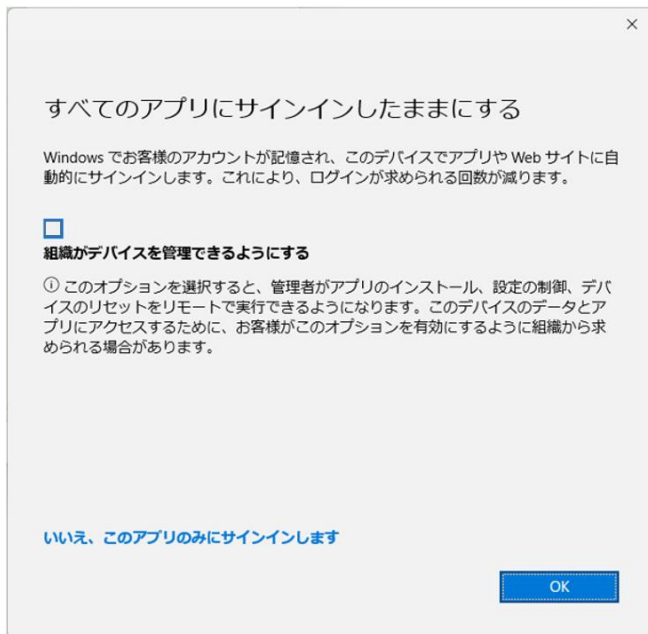 すべてのアプリにサインインしたままにする
Windows でお客様のアカウントが記憶され、このデバイスでアプリや Web サイトに自
動的にサインインします。これにより、ログインが求められる回数が減ります。
組織がデバイスを管理できるようにする
ⓘ このオプションを選択すると、管理者がアプリのインストール、設定の制御、デバ
イスのリセットをリモートで実行できるようになります。このデバイスのデータとア
プリにアクセスするために、お客様がこのオプションを有効にするように組織から求
められる場合があります。
いいえ、このアプリのみにサインインします
OK